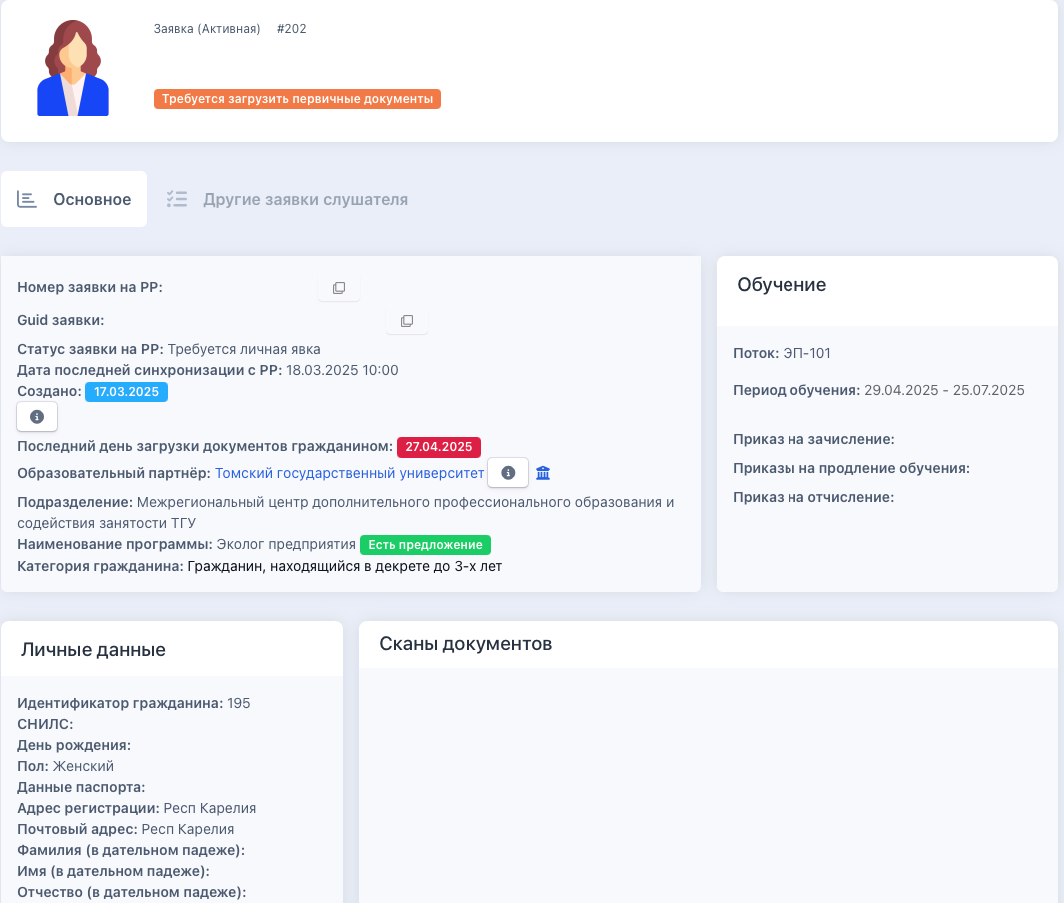 Заявка (Активная) #202
Требуется загрузить первичные документы
Основное
Другие заявки слушателя
Номер заявки на РР:
Guid заявки:
Статус заявки на РР: Требуется личная явка
Дата последней синхронизации с РР: 18.03.2025 10:00
Создано: 17.03.2025
Последний день загрузки документов гражданином: 27.04.2025
Образовательный партнёр: Томский государственный университет
Подразделение: Межрегиональный центр дополнительного профессионального образования и
содействия занятости ТГУ
Наименование программы: Эколог предприятия Есть предложение
Категория гражданина: Гражданин, находящийся в декрете до 3-х лет
Обучение
Поток: ЭП-101
Период обучения: 29.04.2025 - 25.07.2025
Приказ на зачисление:
Приказы на продление обучения:
Приказ на отчисление:
Личные данные
Идентификатор гражданина: 195
СНИЛС:
День рождения:
Пол: Женский
Данные паспорта:
Адрес регистрации: Респ Карелия
Почтовый адрес: Респ Карелия
Фамилия (в дательном падеже):
Имя (в дательном падеже):
Отчество (в дательном падеже):
Сканы документов